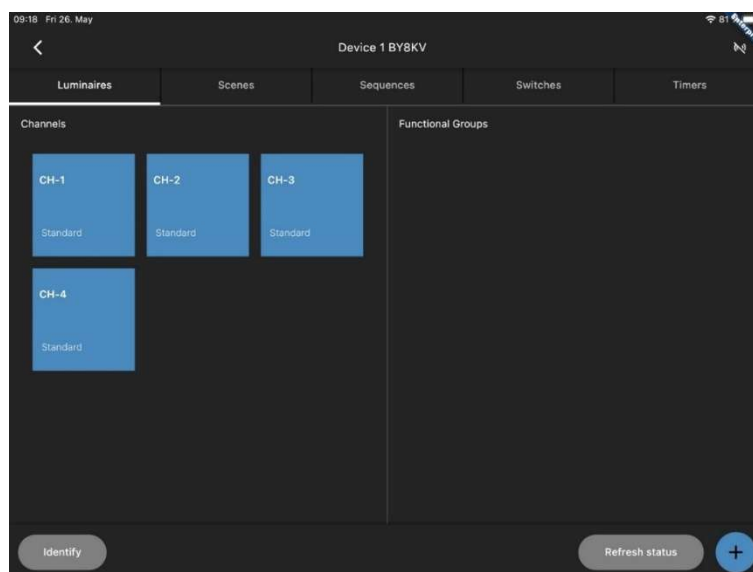 09:18 Fri 26. May
81
Device 1 BY8KV
Luminaires
Scenes
Sequences
Switches
Timers
Channels
Functional Groups
CH-1
CH-2
CH-3
Standard
Standard
Standard
CH-4
Standard
Identify
Refresh status
+